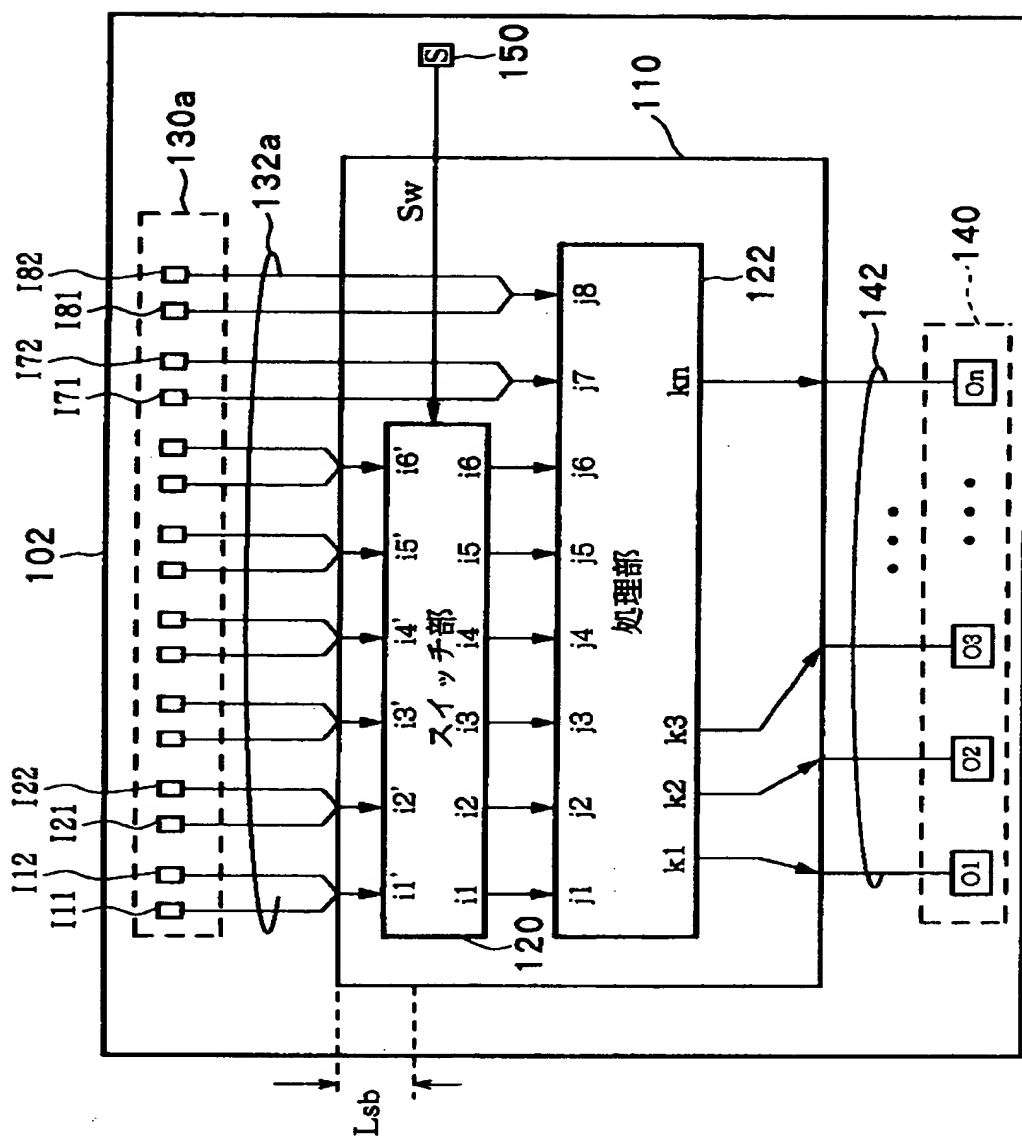 102
I11
I12
I21
I22
I71
I72
I81
I82
130a
132a
S
150
Sw
110
i1' i2' i3' i4' i5' i6'
スイッチ部
i1 i2 i3 i4 i5 i6
120
Lsb
j1 j2 j3 j4 j5 j6 j7 j8
処理部
122
k1 k2 k3 kn
142
140
O1 O2 O3 ••• On